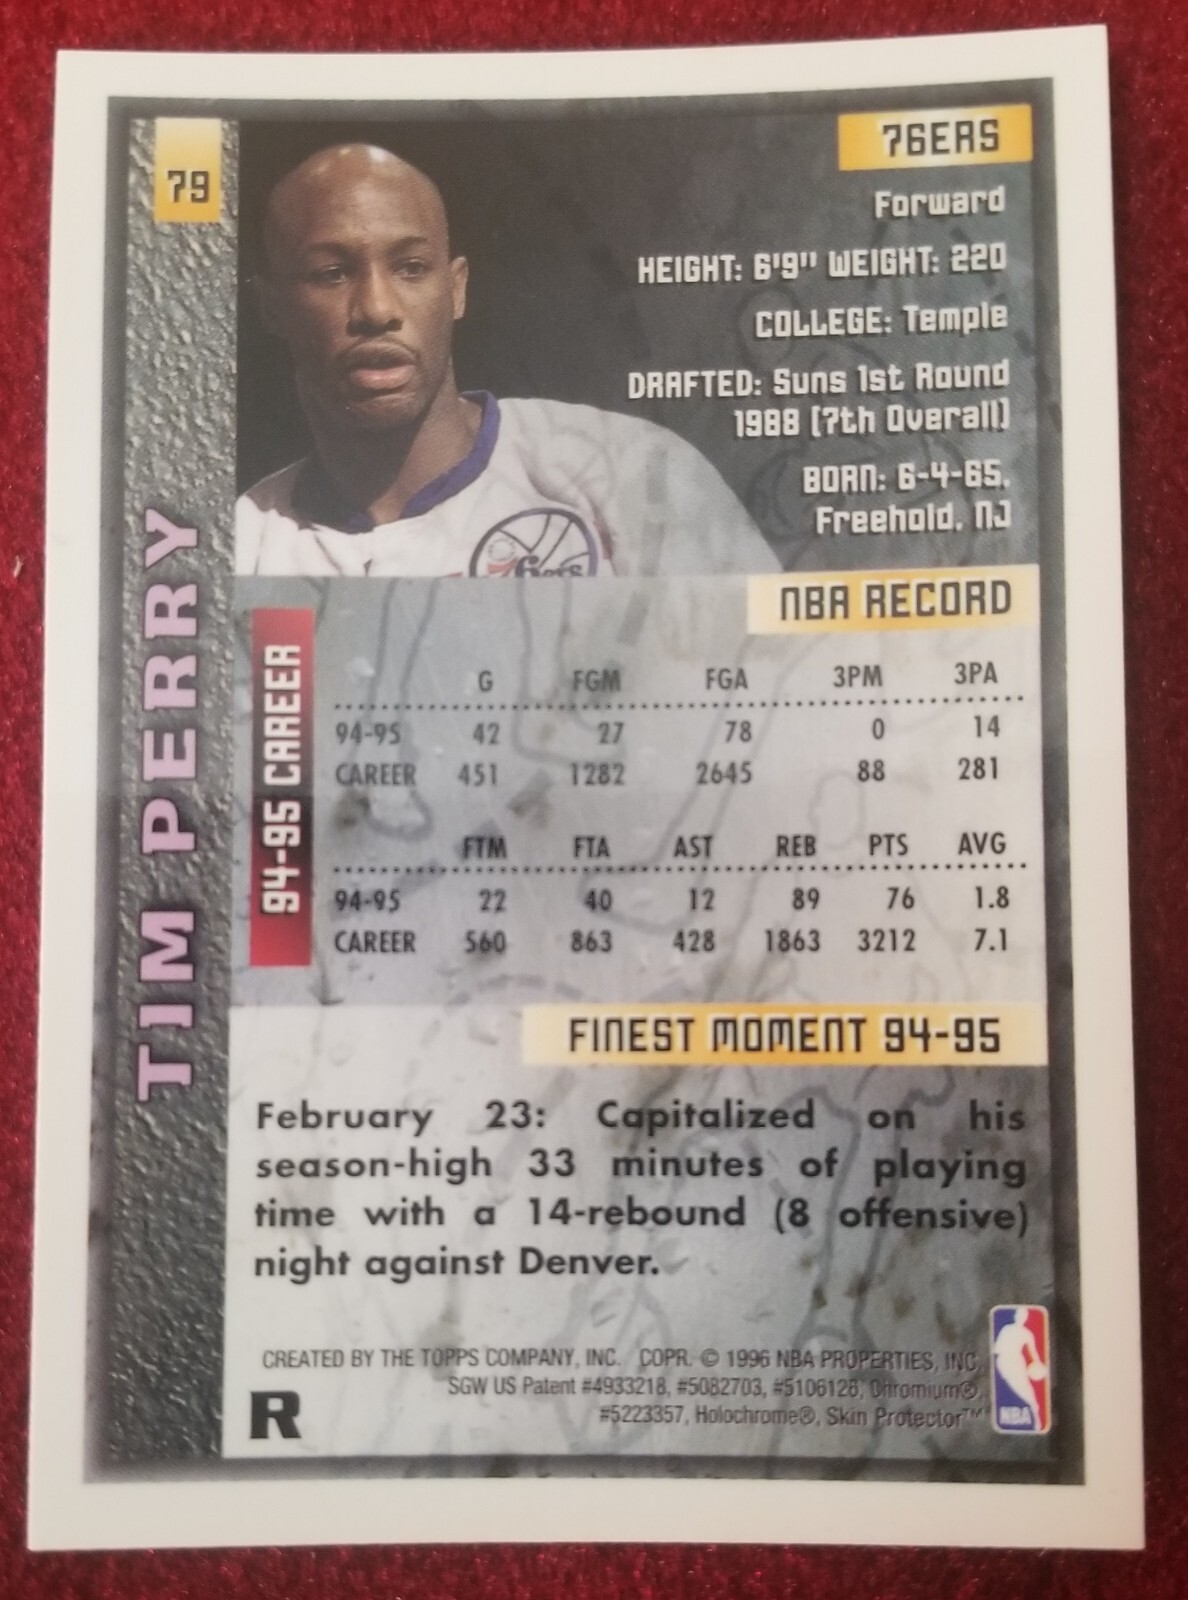 79
TIM PERRY
76ERS
Forward
HEIGHT: 6'9" WEIGHT: 220
COLLEGE: Temple
DRAFTED: Suns 1st Round
1988 (7th Overall)
BORN: 6-4-65,
Freehold, NJ
6ers
NBA RECORD
94-95 CAREER
G FGM FGA 3PM 3PA
94-95 42 27 78 0 14
CAREER 451 1282 2645 88 281
FTM FTA AST REB PTS AVG
94-95 22 40 12 89 76 1.8
CAREER 560 863 428 1863 3212 7.1
FINEST MOMENT 94-95
February 23: Capitalized on his
season-high 33 minutes of playing
time with a 14-rebound (8 offensive)
night against Denver.
CREATED BY THE TOPPS COMPANY, INC. COPR. © 1996 NBA PROPERTIES, INC.
SGW US Patent #4933218, #5082703, #5106126, Chromium®,
#5223357, Holochrome®, Skin Protector™
R
NBA